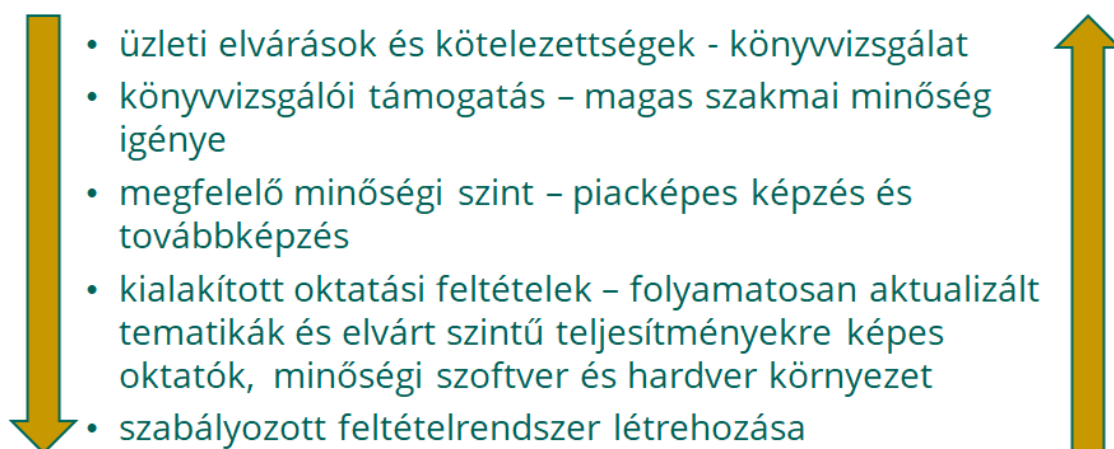 • üzleti elvárások és kötelezettségek - könyvvizsgálat
• könyvvizsgálói támogatás – magas szakmai minőség
igénye
• megfelelő minőségi szint – piacképes képzés és
továbbképzés
• kialakított oktatási feltételek – folyamatosan aktualizált
tematikák és elvárt szintű teljesítményekre képes
oktatók, minőségi szoftver és hardver környezet
• szabályozott feltételrendszer létrehozása